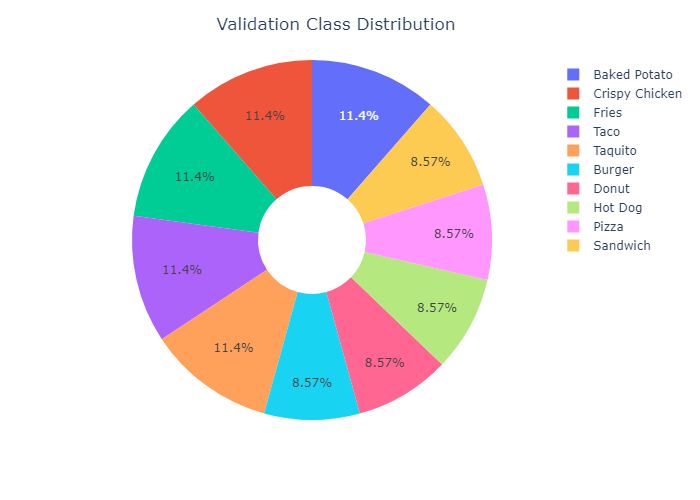 Validation Class Distribution
11.4%
11.4%
8.57%
11.4%
8.57%
11.4%
8.57%
11.4%
8.57%
8.57%
Baked Potato
Crispy Chicken
Fries
Taco
Taquito
Burger
Donut
Hot Dog
Pizza
Sandwich